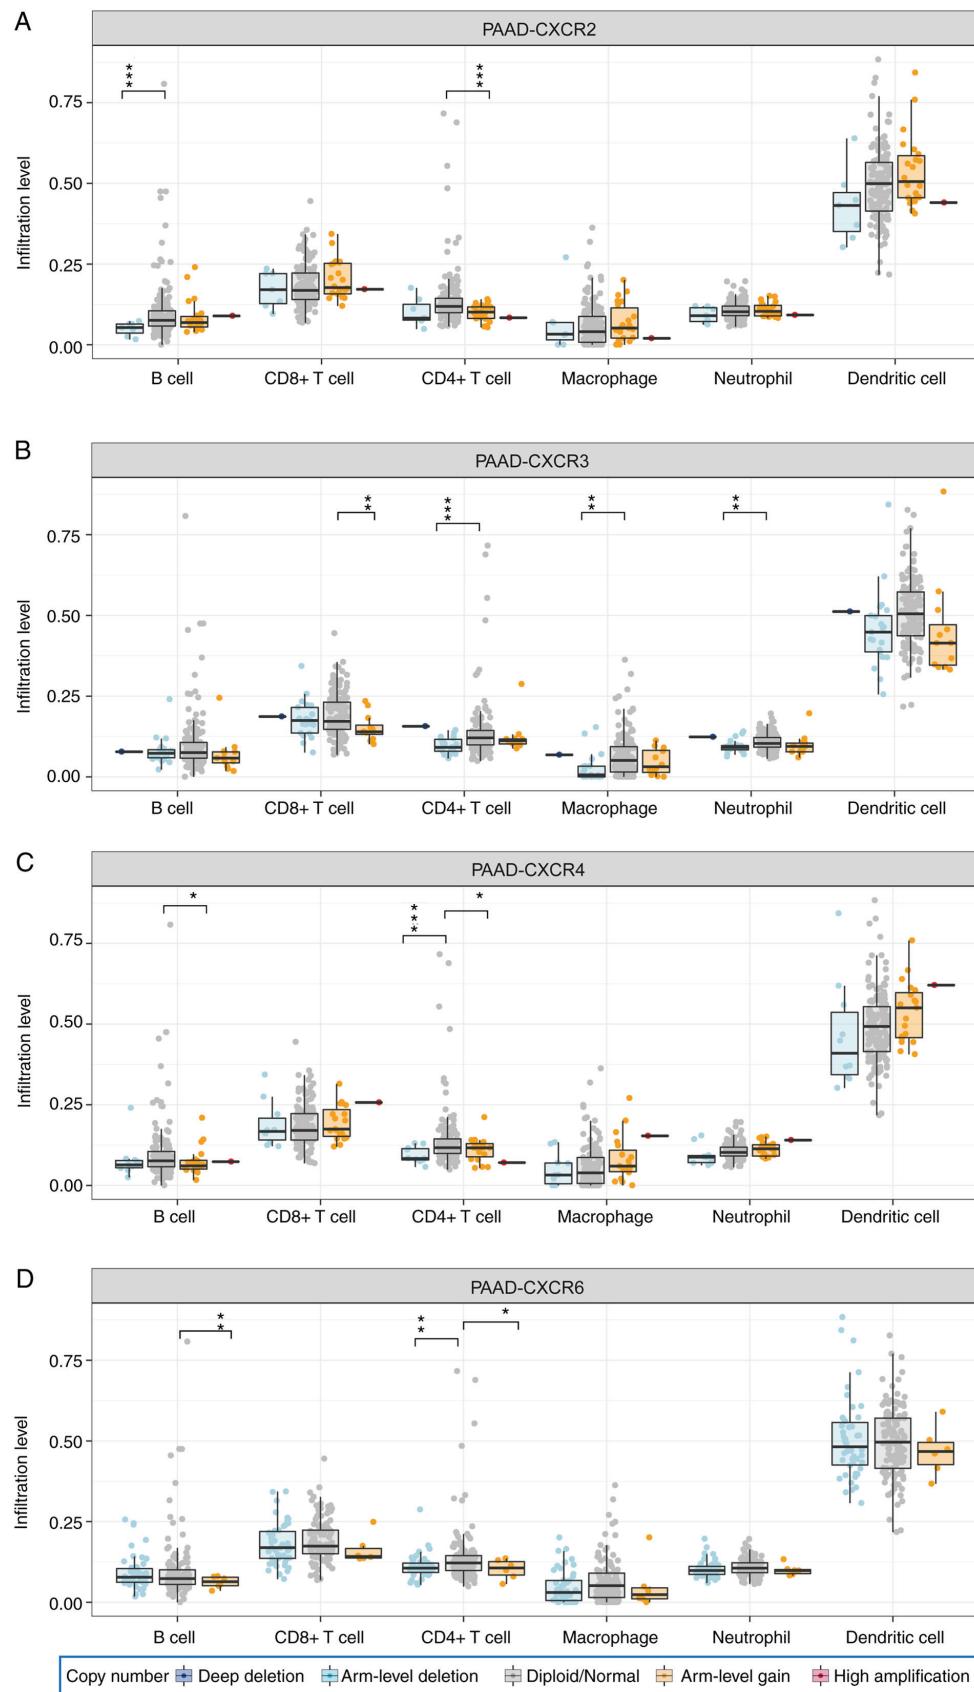 A
PAAD-CXCR2
Infiltration level
0.75
0.50
0.25
0.00
***
***
B cell CD8+ T cell CD4+ T cell Macrophage Neutrophil Dendritic cell
B
PAAD-CXCR3
Infiltration level
0.75
0.50
0.25
0.00
**
***
**
**
B cell CD8+ T cell CD4+ T cell Macrophage Neutrophil Dendritic cell
C
PAAD-CXCR4
Infiltration level
0.75
0.50
0.25
0.00
*
***
*
B cell CD8+ T cell CD4+ T cell Macrophage Neutrophil Dendritic cell
D
PAAD-CXCR6
Infiltration level
0.75
0.50
0.25
0.00
**
**
*
B cell CD8+ T cell CD4+ T cell Macrophage Neutrophil Dendritic cell
Copy number Deep deletion Arm-level deletion Diploid/Normal Arm-level gain High amplification